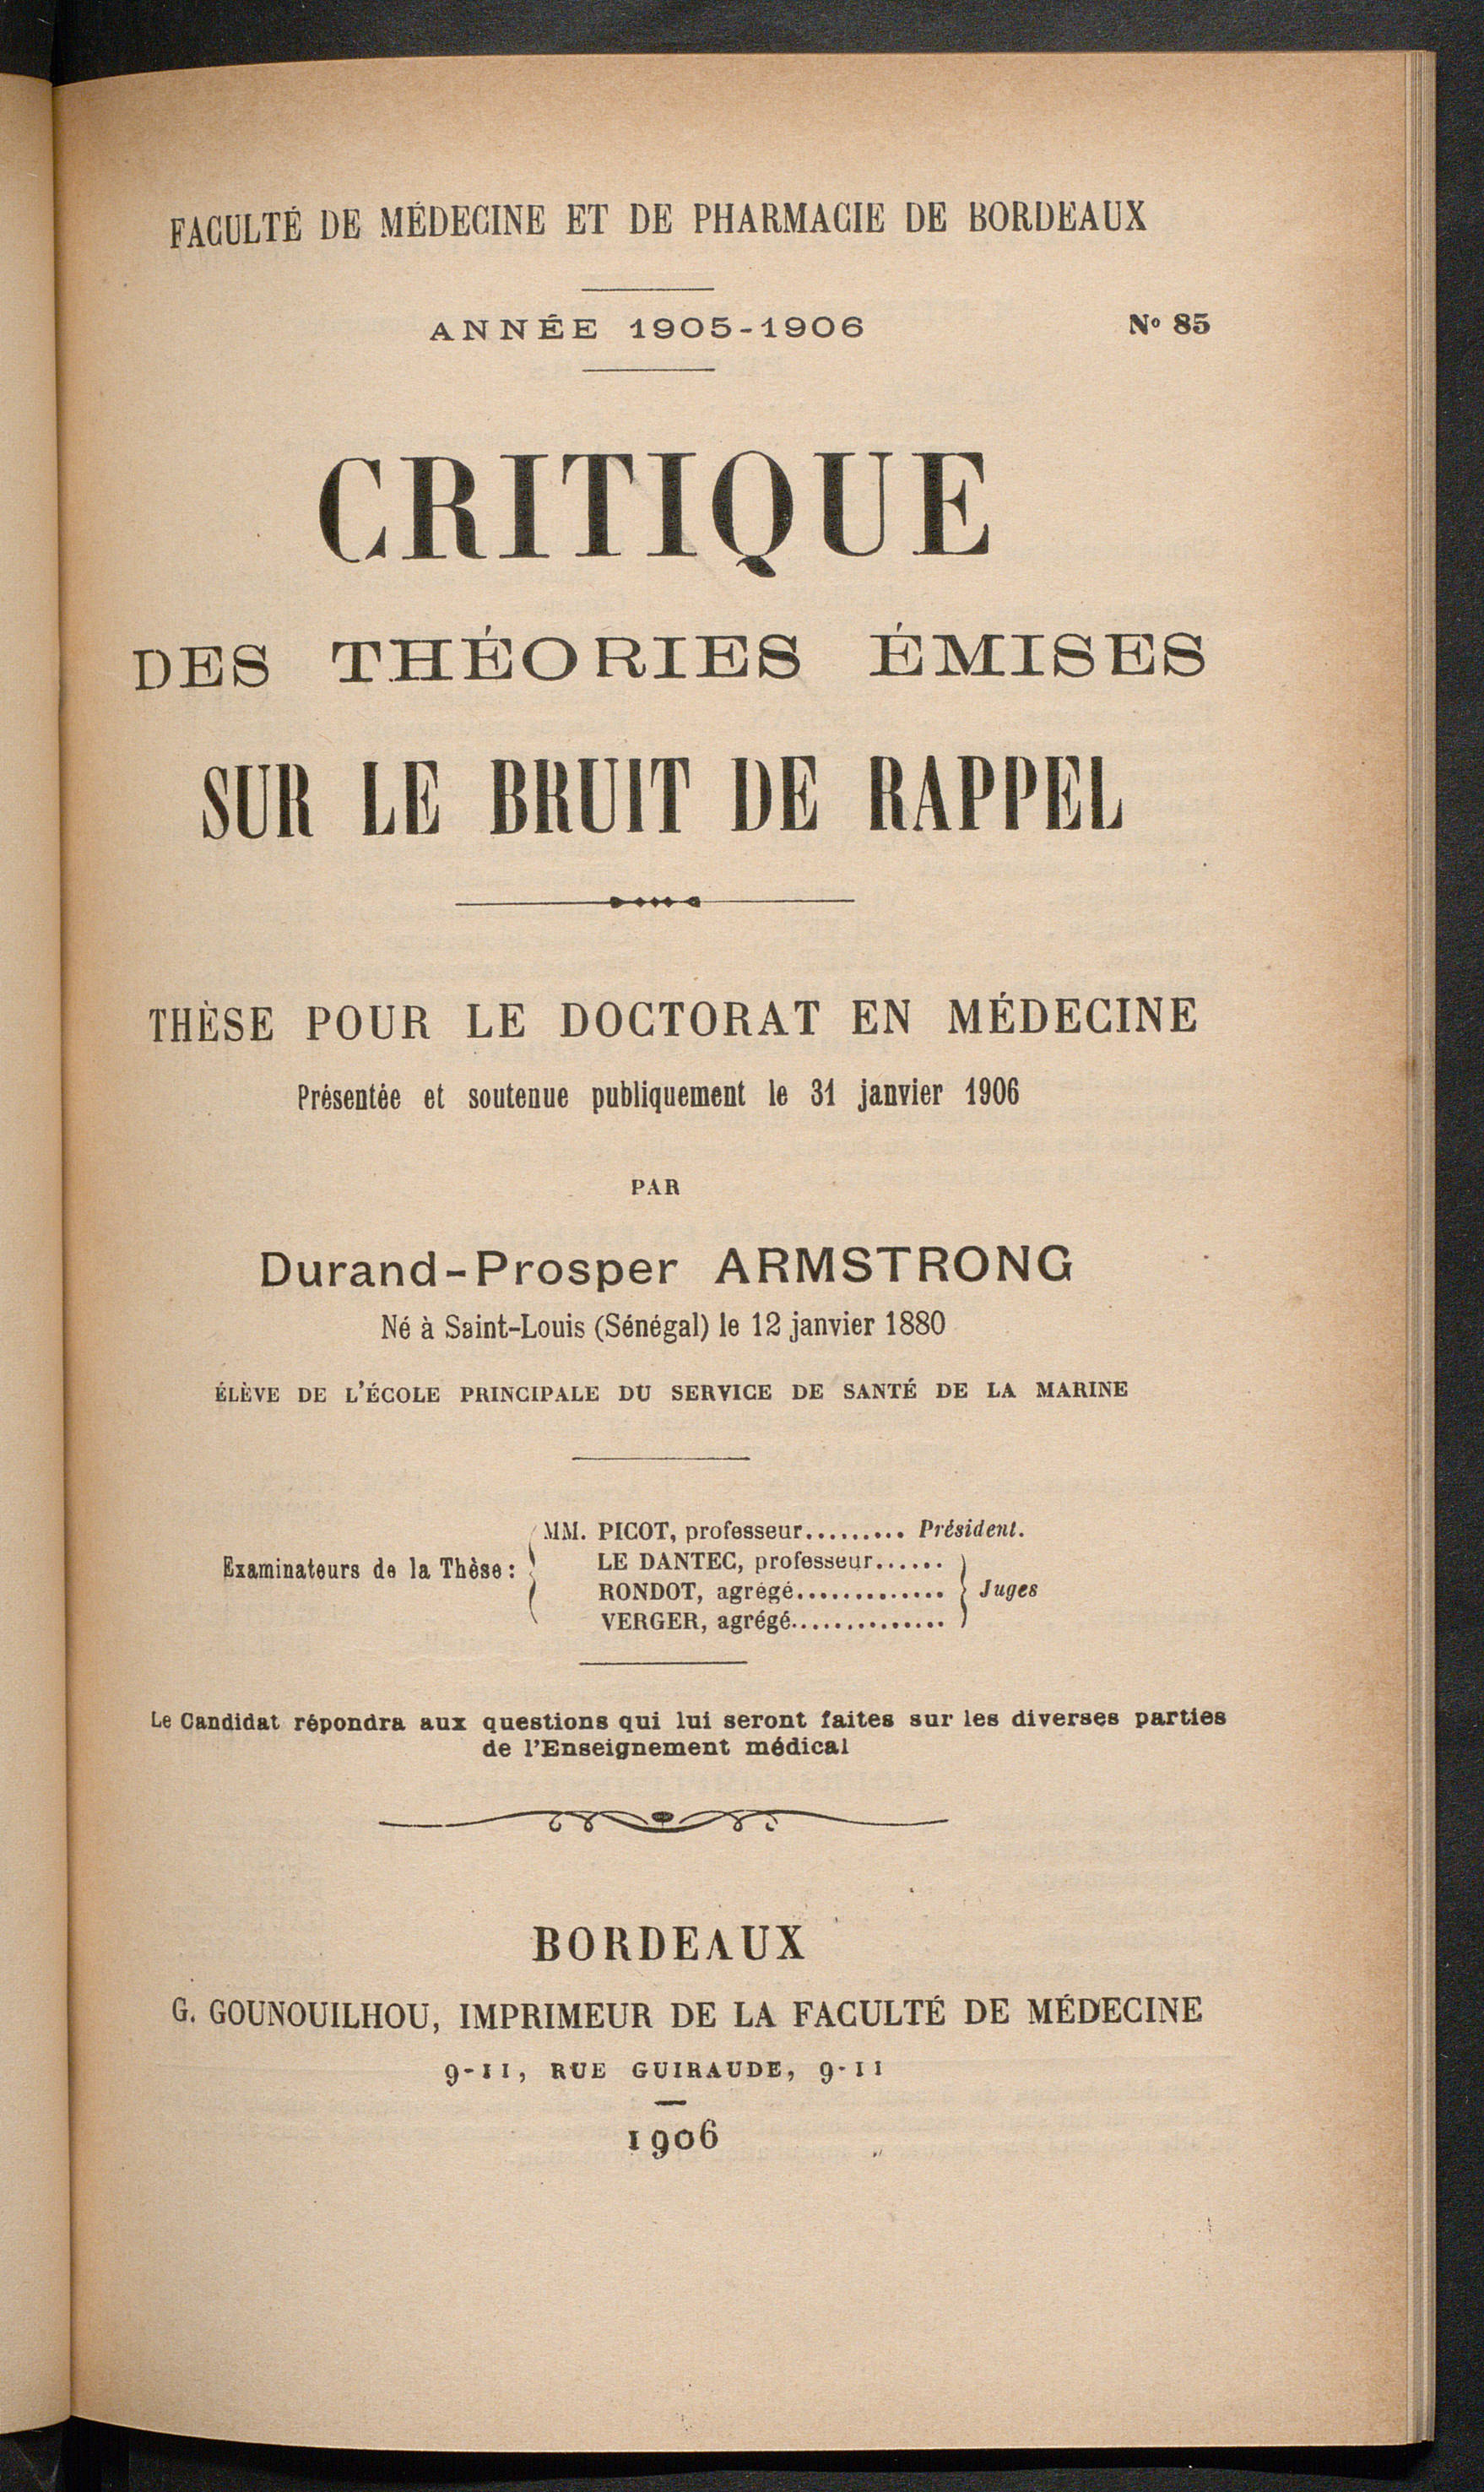 FACULTÉ DE MÉDECINE ET DE PHARMACIE DE BORDEAUX
ANNÉE 1905-1906
Nº 85
CRITIQUE
DES THÉORIES ÉMISES
SUR LE BRUIT DE RAPPEL
THÈSE POUR LE DOCTORAT EN MÉDECINE
Présentée et soutenue publiquement le 31 janvier 1906
PAR
Durand-Prosper ARMSTRONG
Né à Saint-Louis (Sénégal) le 12 janvier 1880
ÉLÈVE DE L'ÉCOLE PRINCIPALE DU SERVICE DE SANTÉ DE LA MARINE
Examinateurs de la Thèse :
MM. PICOT, professeur......... Président.
LE DANTEC, professeur......
RONDOT, agrégé.............
VERGER, agrégé...............
Juges
Le Candidat répondra aux questions qui lui seront faites sur les diverses parties
de l'Enseignement médical
BORDEAUX
G. GOUNOUILHOU, IMPRIMEUR DE LA FACULTÉ DE MÉDECINE
9-11, RUE GUIRAUDE, 9-11
1906